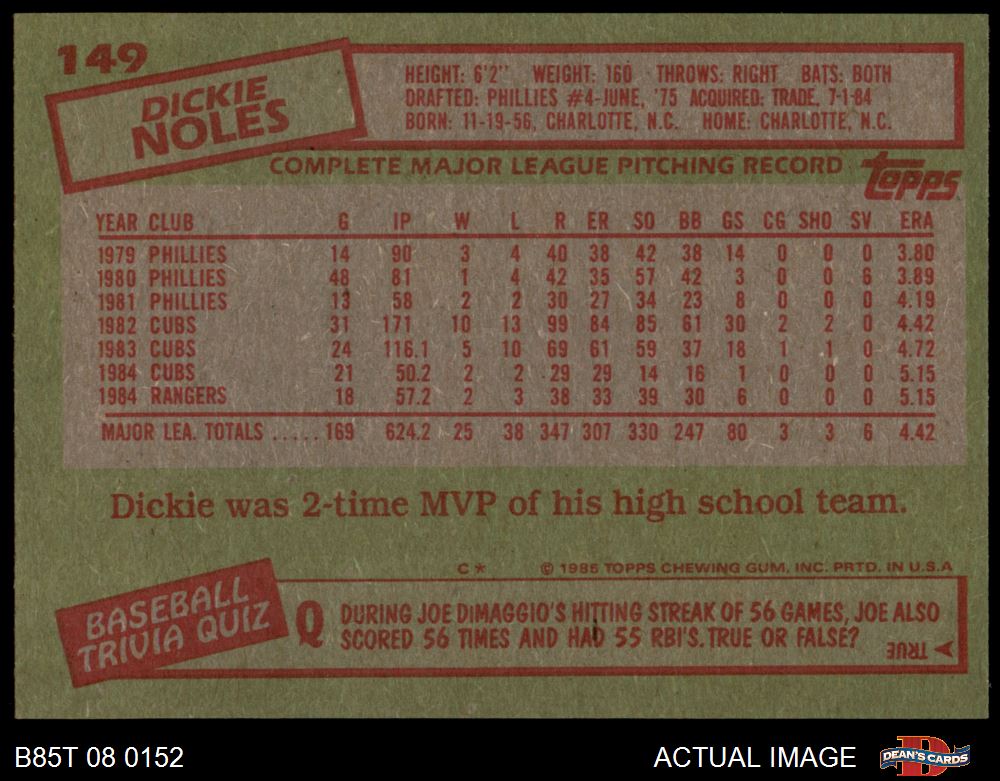 149
DICKIE
NOLES
HEIGHT: 6'2" WEIGHT: 160 THROWS: RIGHT BATS: BOTH
DRAFTED: PHILLIES #4-JUNE, '75 ACQUIRED: TRADE, 7-1-84
BORN: 11-19-56, CHARLOTTE, N.C. HOME: CHARLOTTE, N.C.
COMPLETE MAJOR LEAGUE PITCHING RECORD
topps
YEAR CLUB G IP W L R ER SO BB GS CG SHO SV ERA
1979 PHILLIES 14 90 3 4 40 38 42 38 14 0 0 0 3.80
1980 PHILLIES 48 81 1 4 42 35 57 42 3 0 0 6 3.89
1981 PHILLIES 13 58 2 2 30 27 34 23 8 0 0 0 4.19
1982 CUBS 31 171 10 13 99 84 85 61 30 2 2 0 4.42
1983 CUBS 24 116.1 5 10 69 61 59 37 18 1 1 0 4.72
1984 CUBS 21 50.2 2 2 29 29 14 16 1 0 0 0 5.15
1984 RANGERS 18 57.2 2 3 38 33 39 30 6 0 0 0 5.15
MAJOR LEA. TOTALS ..... 169 624.2 25 38 347 307 330 247 80 3 3 6 4.42
Dickie was 2-time MVP of his high school team.
C* © 1985 TOPPS CHEWING GUM, INC. PRTD. IN U.S.A
BASEBALL
TRIVIA QUIZ
Q DURING JOE DiMAGGIO'S HITTING STREAK OF 56 GAMES, JOE ALSO
SCORED 56 TIMES AND HAD 55 RBI'S. TRUE OR FALSE?
TRUE
B85T 08 0152
ACTUAL IMAGE
DEAN'S CARDS